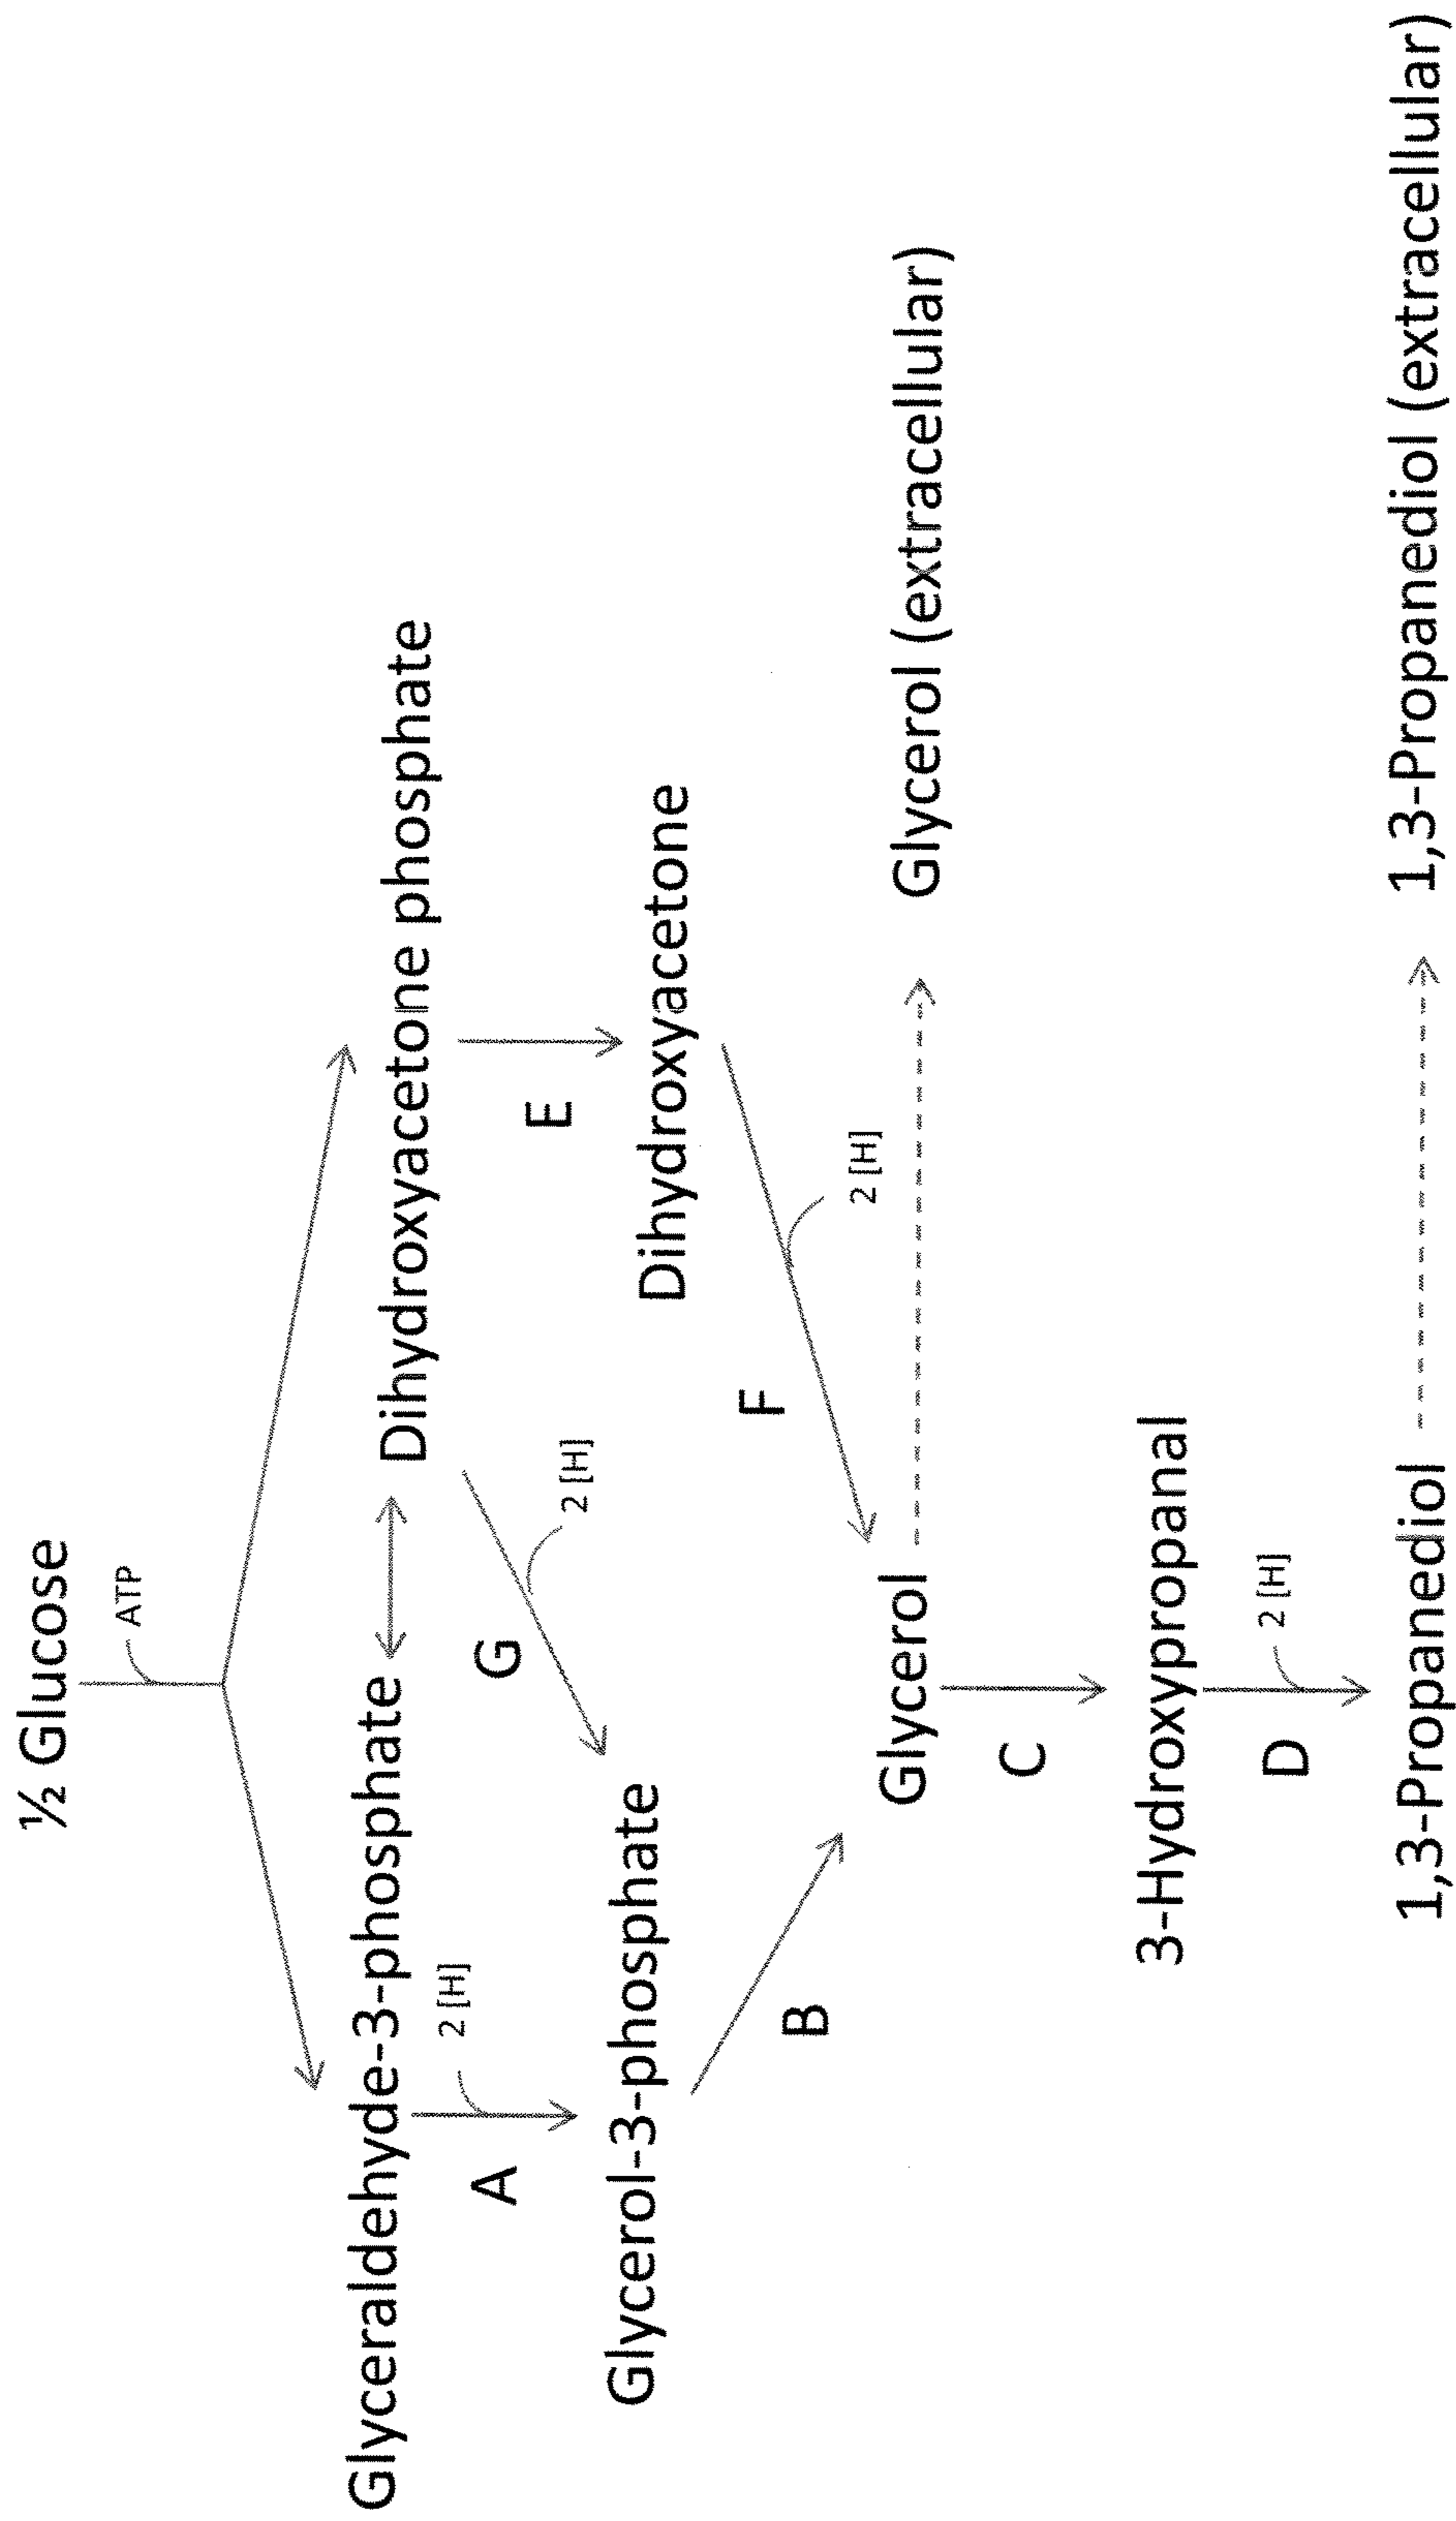 ½ Glucose
ATP
Glyceraldehyde-3-phosphate
Dihydroxyacetone phosphate
A
2 [H]
G
2 [H]
E
Glycerol-3-phosphate
Dihydroxyacetone
B
F
2 [H]
Glycerol
Glycerol (extracellular)
C
3-Hydroxypropanal
D
2 [H]
1,3-Propanediol
1,3-Propanediol (extracellular)